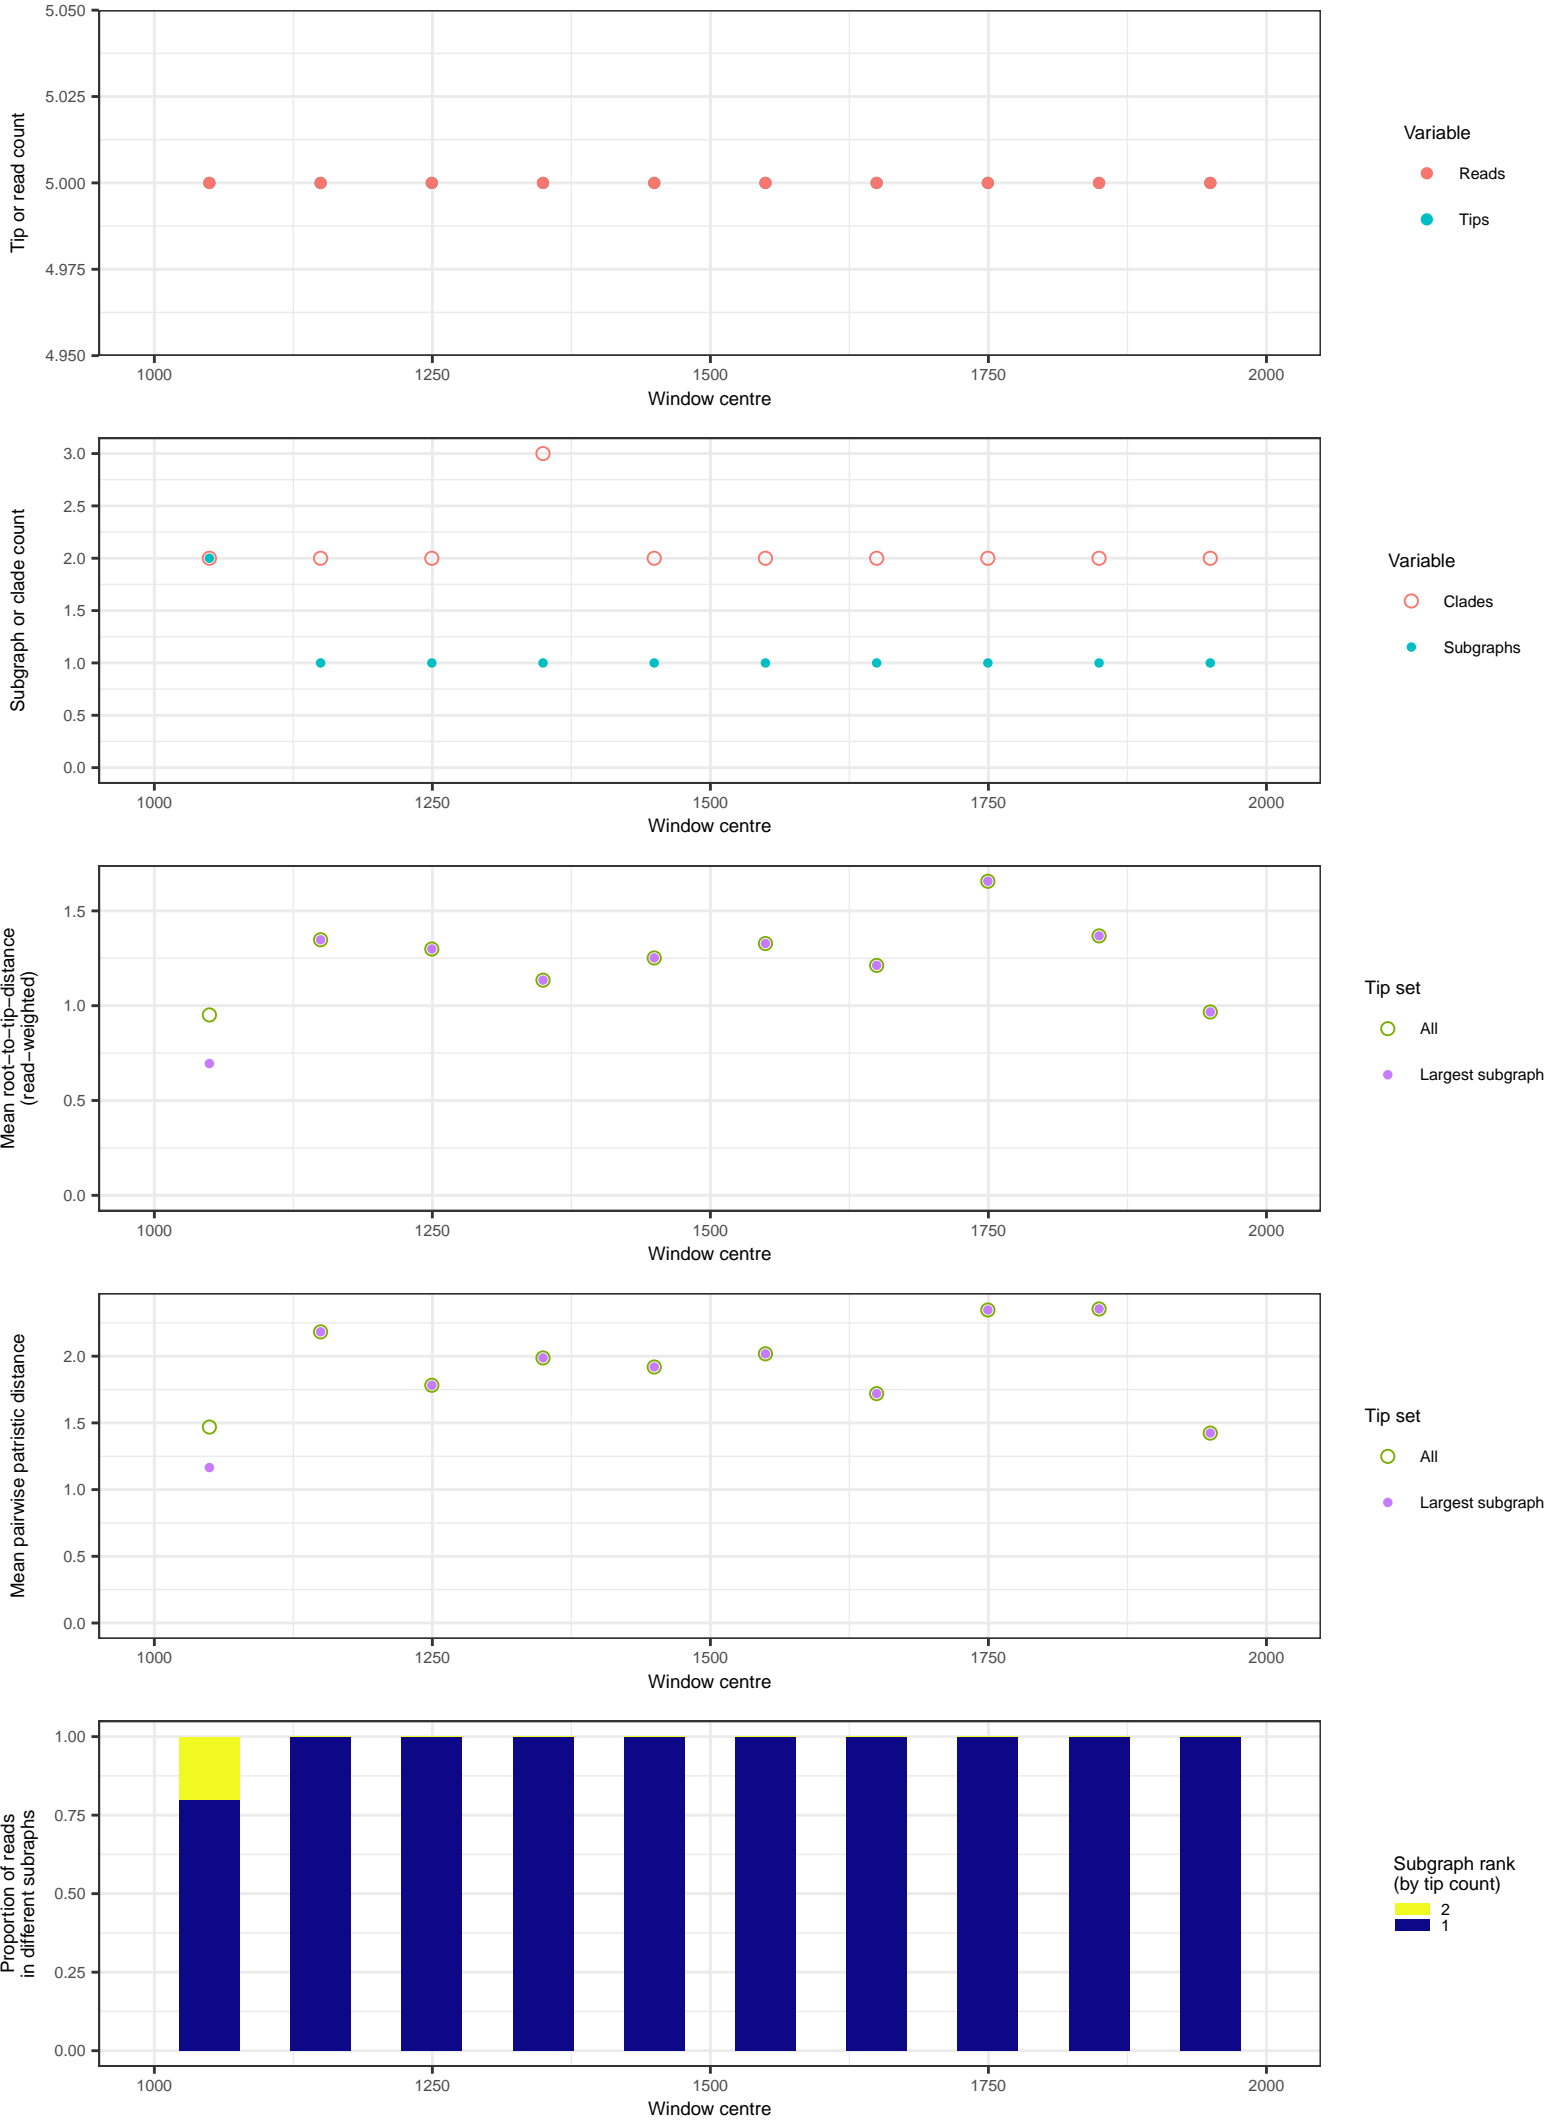 5.050
5.025
5.000
4.975
4.950
Tip or read count
1000 1250 1500 1750 2000
Window centre
Variable
Reads
Tips
3.0
2.5
2.0
1.5
1.0
0.5
0.0
Subgraph or clade count
1000 1250 1500 1750 2000
Window centre
Variable
Clades
Subgraphs
1.5
1.0
0.5
0.0
Mean root−to−tip−distance
(read−weighted)
1000 1250 1500 1750 2000
Window centre
Tip set
All
Largest subgraph
2.0
1.5
1.0
0.5
0.0
Mean pairwise patristic distance
1000 1250 1500 1750 2000
Window centre
Tip set
All
Largest subgraph
1.00
0.75
0.50
0.25
0.00
Proportion of reads
in different subraphs
1000 1250 1500 1750 2000
Window centre
Subgraph rank
(by tip count)
2
1